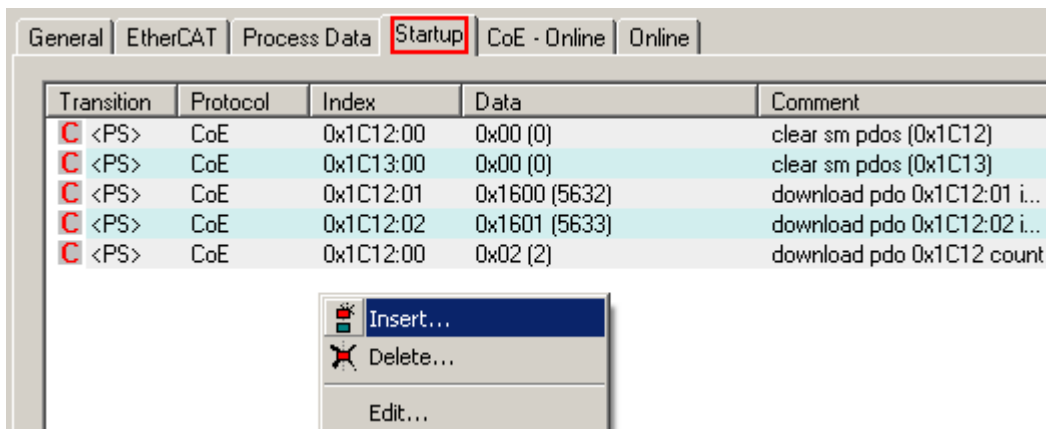 General EtherCAT Process Data Startup CoE - Online Online
Transition Protocol Index Data Comment
C <PS> CoE 0x1C12:00 0x00 (0) clear sm pdos (0x1C12)
C <PS> CoE 0x1C13:00 0x00 (0) clear sm pdos (0x1C13)
C <PS> CoE 0x1C12:01 0x1600 (5632) download pdo 0x1C12:01 i...
C <PS> CoE 0x1C12:02 0x1601 (5633) download pdo 0x1C12:02 i...
C <PS> CoE 0x1C12:00 0x02 (2) download pdo 0x1C12 count
Insert...
Delete...
Edit...